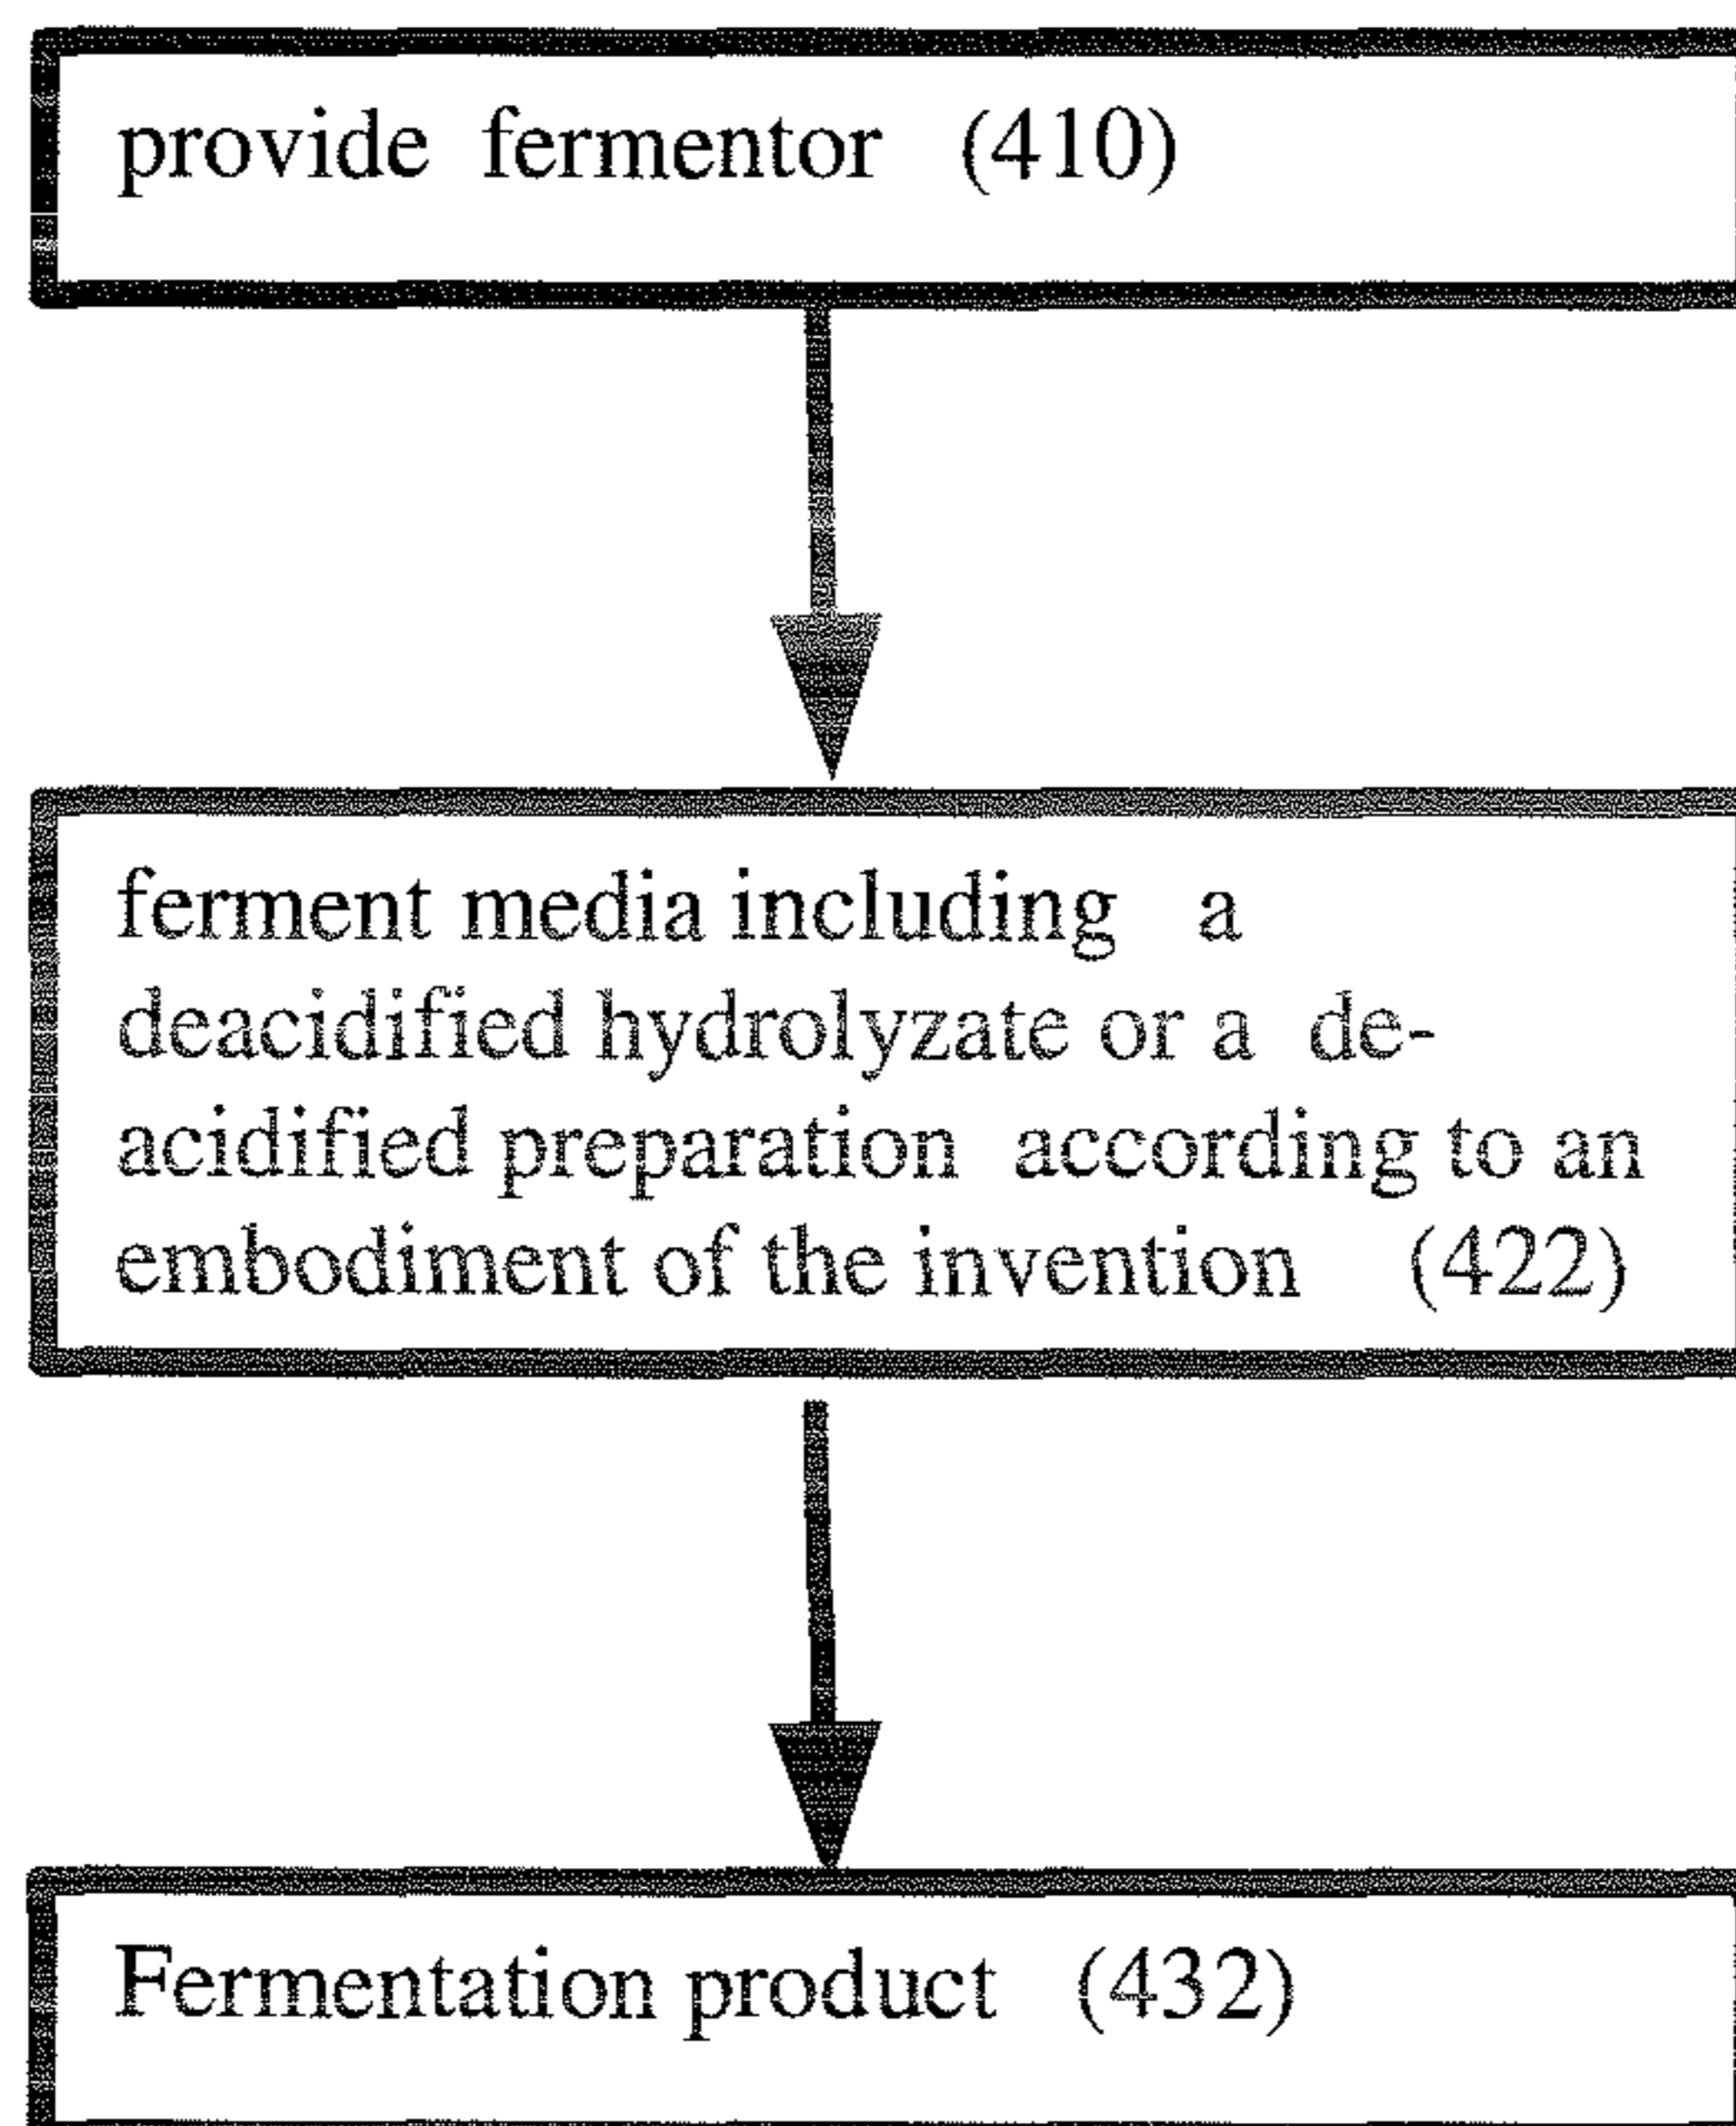 provide fermentor (410)
ferment media including a
deacidified hydrolyzate or a de-
acidified preparation according to an
embodiment of the invention (422)
Fermentation product (432)